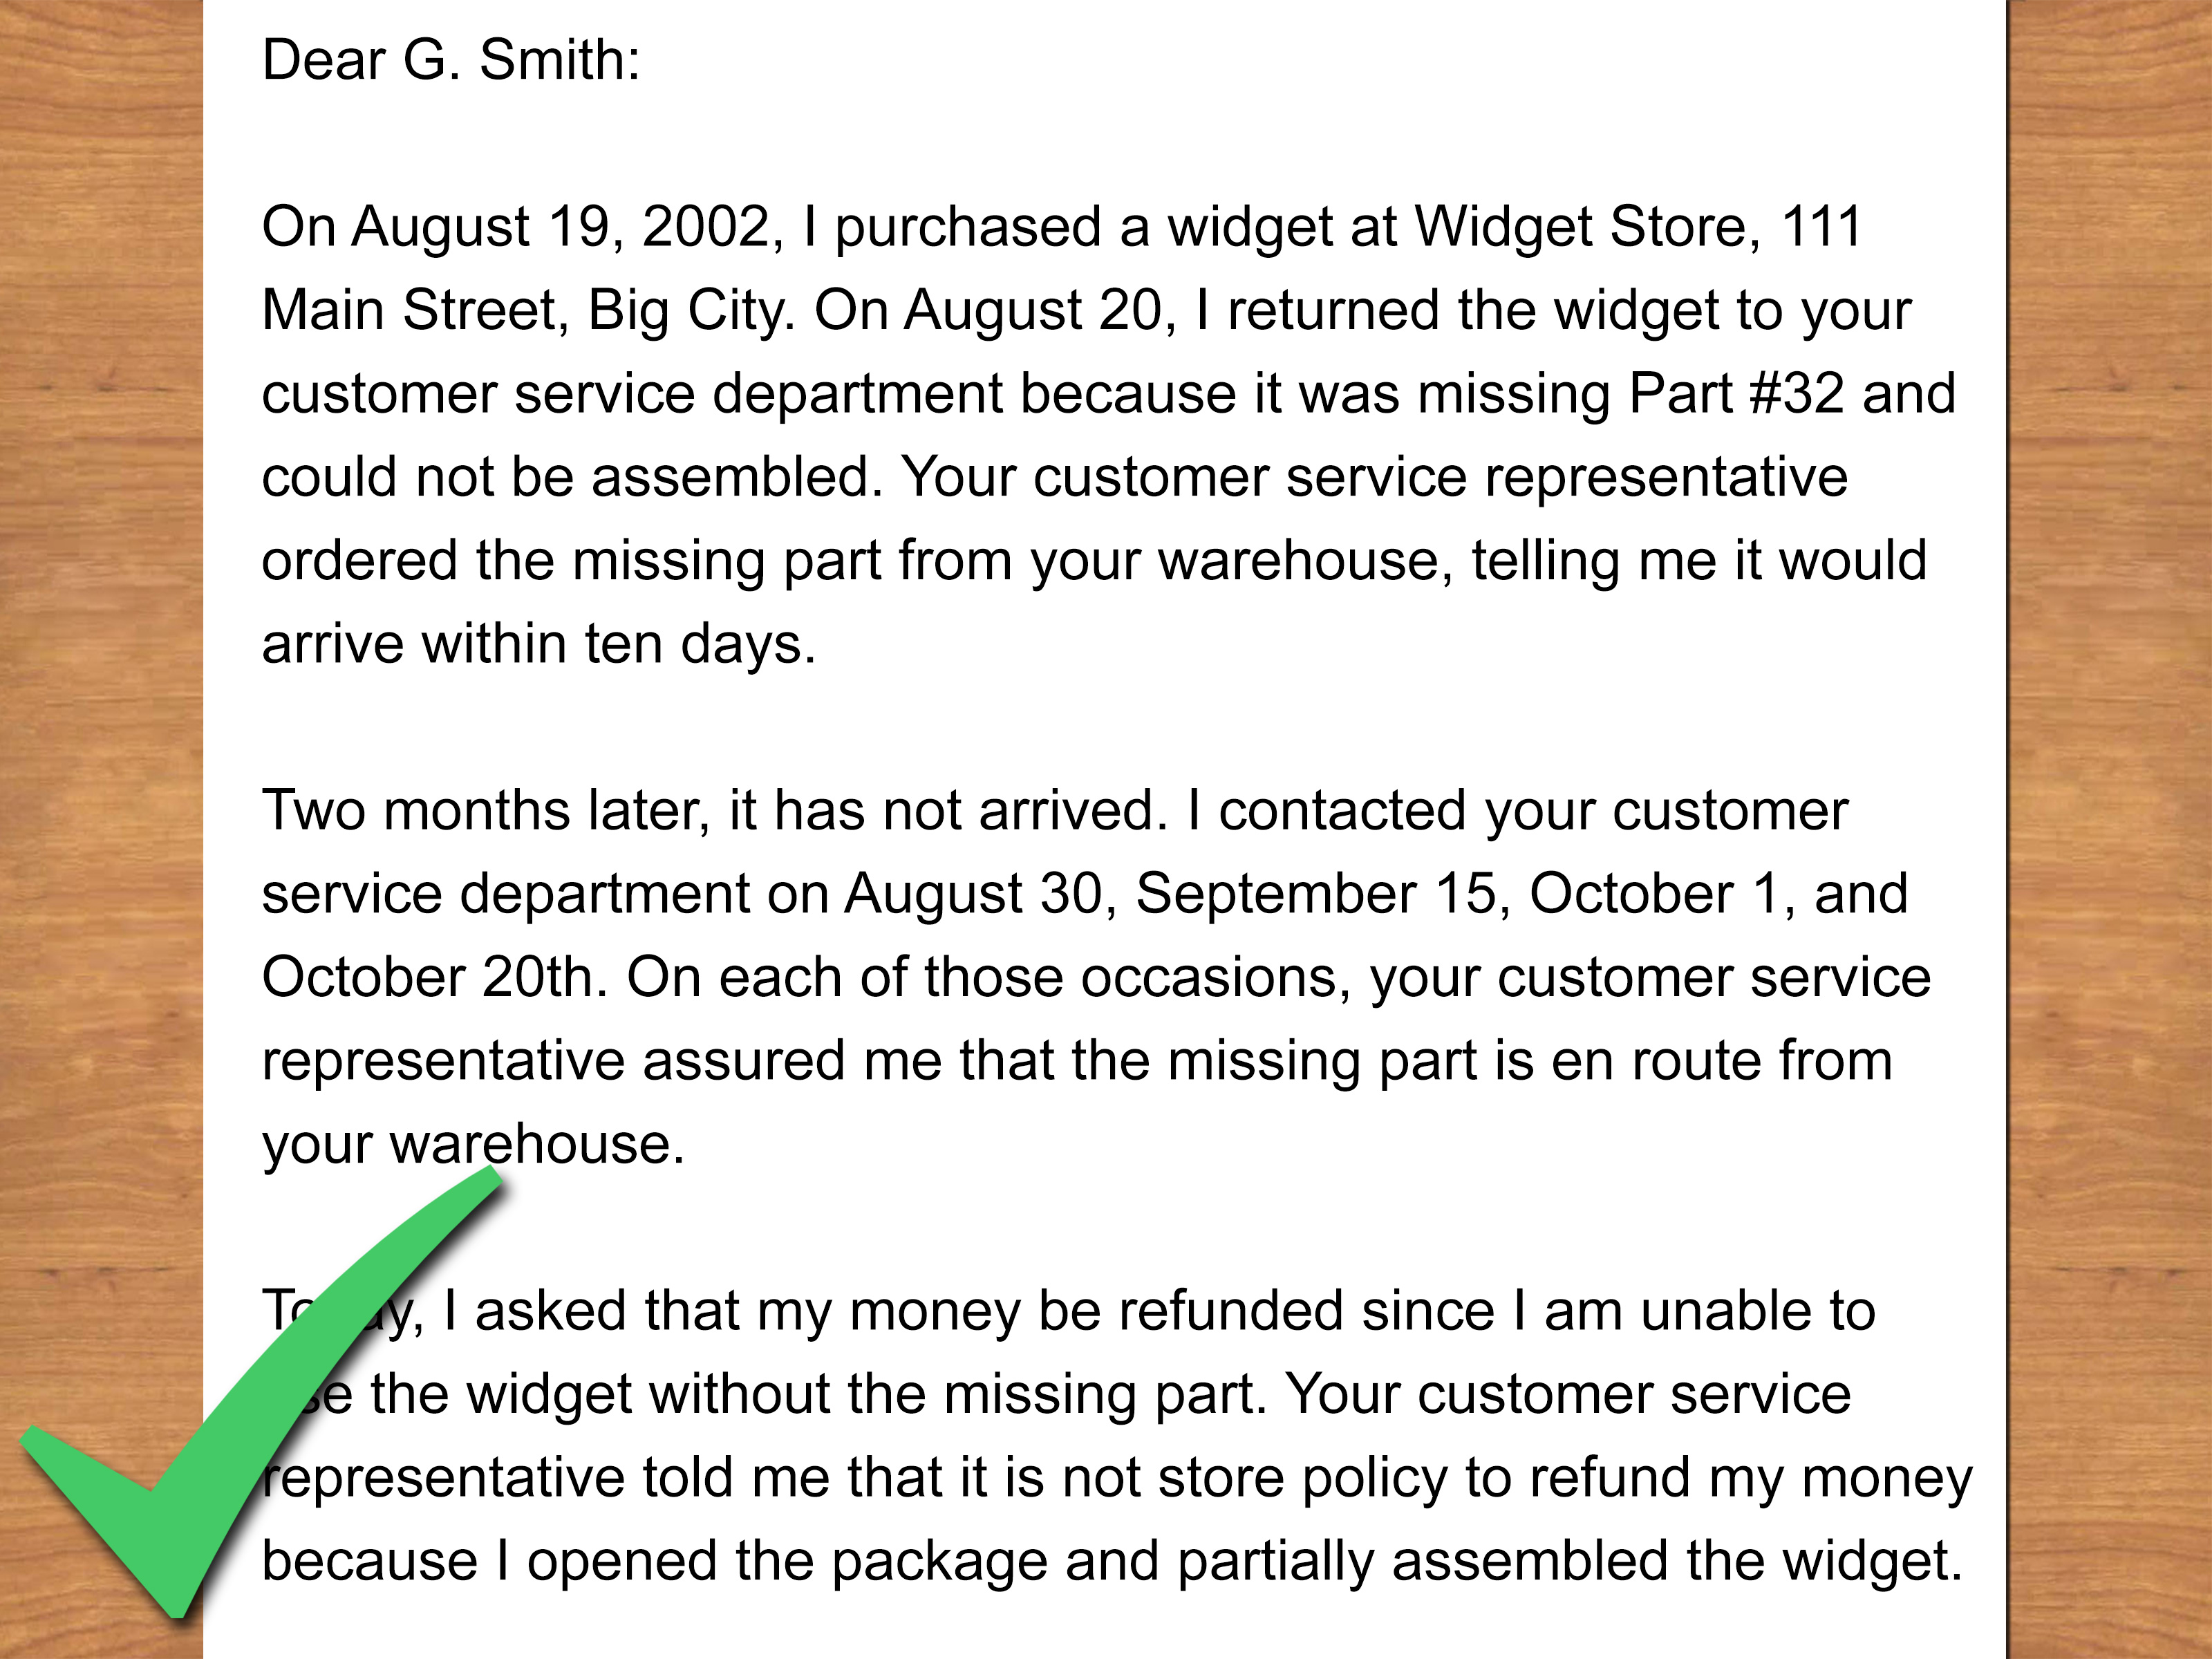 Dear G. Smith:
On August 19, 2002, I purchased a widget at Widget Store, 111
Main Street, Big City. On August 20, I returned the widget to your
customer service department because it was missing Part #32 and
could not be assembled. Your customer service representative
ordered the missing part from your warehouse, telling me it would
arrive within ten days.
Two months later, it has not arrived. I contacted your customer
service department on August 30, September 15, October 1, and
October 20th. On each of those occasions, your customer service
representative assured me that the missing part is en route from
your warehouse.
Today, I asked that my money be refunded since I am unable to
use the widget without the missing part. Your customer service
representative told me that it is not store policy to refund my money
because I opened the package and partially assembled the widget.